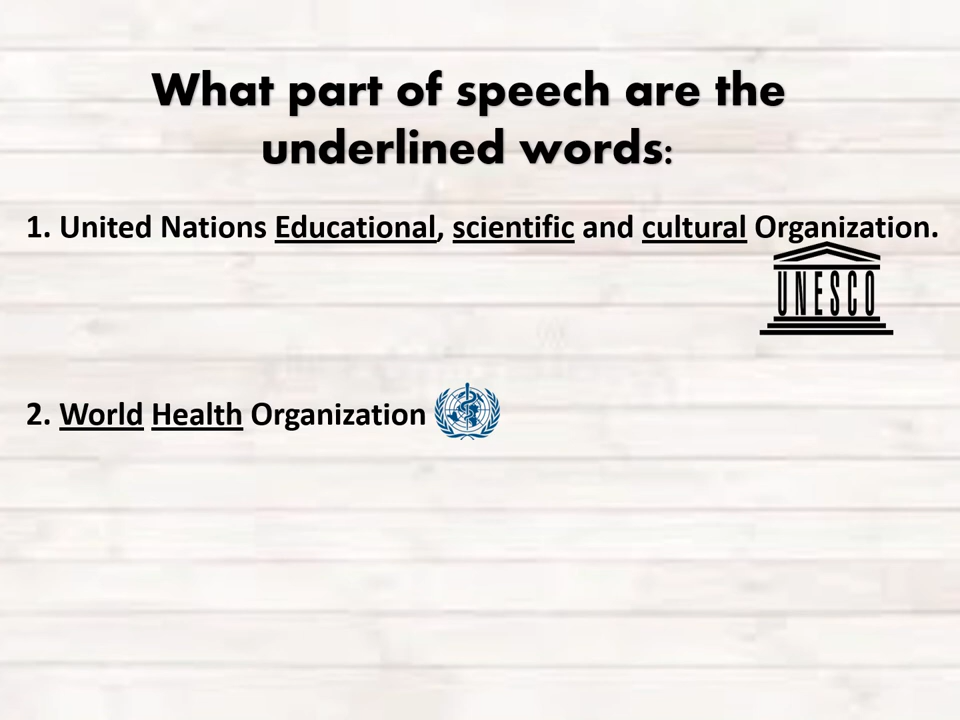 What part of speech are the
underlined words:
1. United Nations Educational, scientific and cultural Organization.
UNESCO
2. World Health Organization